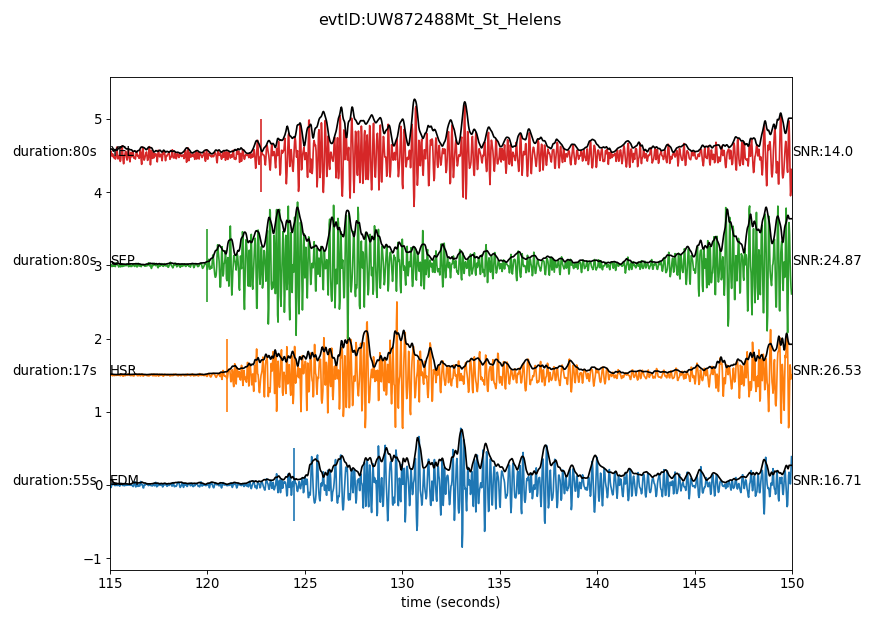 evtID:UW872488Mt_St_Helens
5
duration:80s YEL SNR:14.0
4
duration:80s SEP SNR:24.87
3
2
duration:17s HSR SNR:26.53
1
duration:55s EDM SNR:16.71
0
−1
115 120 125 130 135 140 145 150
time (seconds)